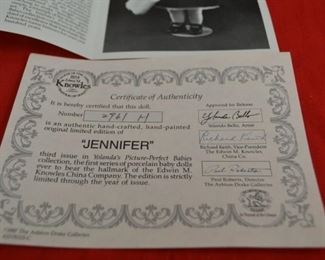 Knowles
Certificate of Authenticity
It is hereby certified that this doll,
Number
is an authentic hand-crafted, hand-painted
original limited edition of
"JENNIFER"
third issue in Yolanda's Picture-Perfect Babies
collection, the first series of porcelain baby dolls
ever to bear the hallmark of the Edwin M.
Knowles China Company. The edition is strictly
limited through the year of issue.
Approved for Release
Yolanda Bello
Yolanda Bello, Artist
Vice-President
The Edwin M. Knowles
China Co.
Paul Roberts
Paul Roberts, Director
The Ashton-Drake Galleries
The Ashton-Drake Galleries